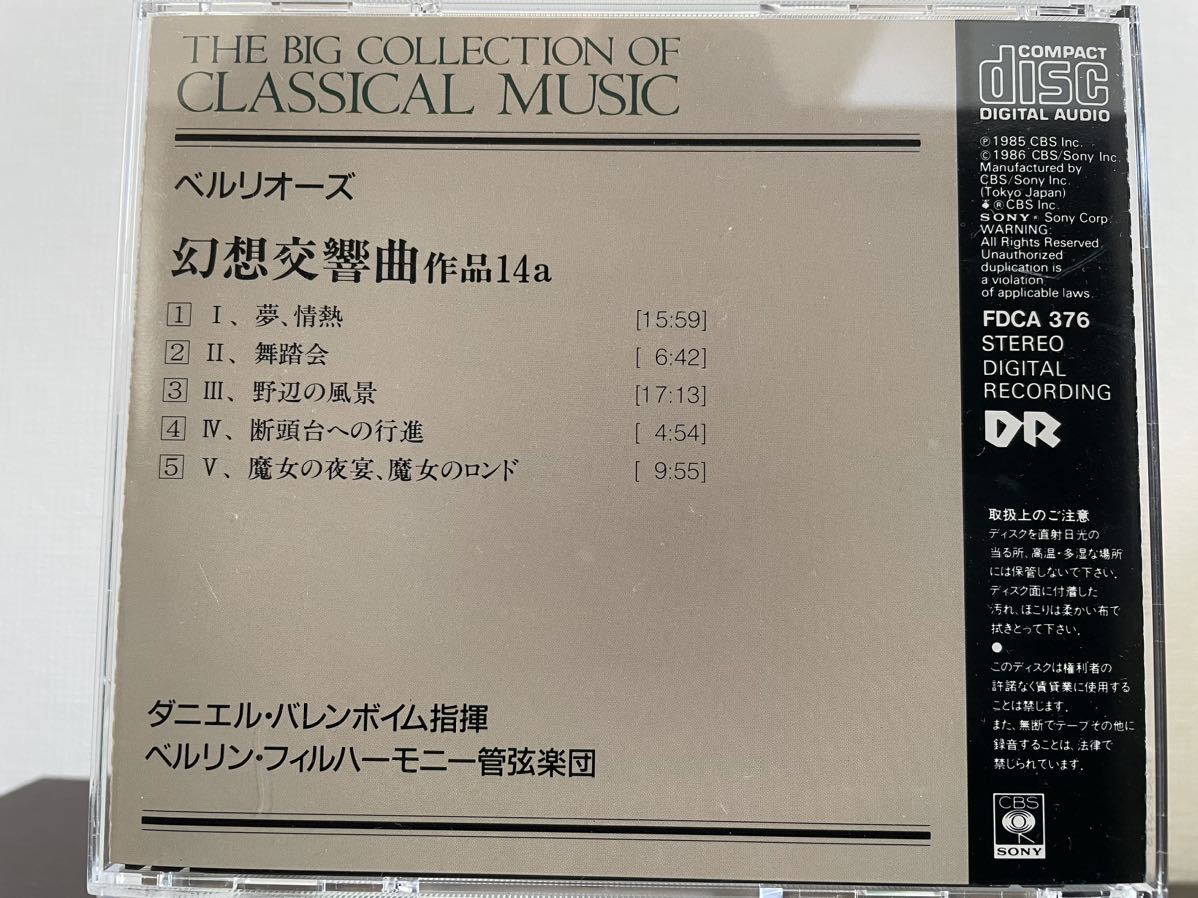 THE BIG COLLECTION OF
CLASSICAL MUSIC
ベルリオーズ
幻想交響曲作品14a
1 I、夢、情熱 [15:59]
2 II、舞踏会 [ 6:42]
3 III、野辺の風景 [17:13]
4 IV、断頭台への行進 [ 4:54]
5 V、魔女の夜宴、魔女のロンド [ 9:55]
ダニエル・バレンボイム指揮
ベルリン・フィルハーモニー管弦楽団
COMPACT
disc
DIGITAL AUDIO
℗1985 CBS Inc.
©1986 CBS/Sony Inc.
Manufactured by
CBS/Sony Inc.
(Tokyo Japan)
®CBS Inc.
SONY® Sony Corp.
WARNING:
All Rights Reserved.
Unauthorized
duplication is
a violation
of applicable laws.
FDCA 376
STEREO
DIGITAL
RECORDING
DR
取扱上のご注意
ディスクを直射日光の
当る所、高温・多湿な場所
には保管しないで下さい。
ディスク面に付着した
汚れ、ほこりは柔かい布で
拭きとって下さい。
●
このディスクは権利者の
許諾なく賃貸業に使用する
ことは禁じます。
また、無断でテープその他に
録音することは、法律で
禁じられています。
CBS
SONY